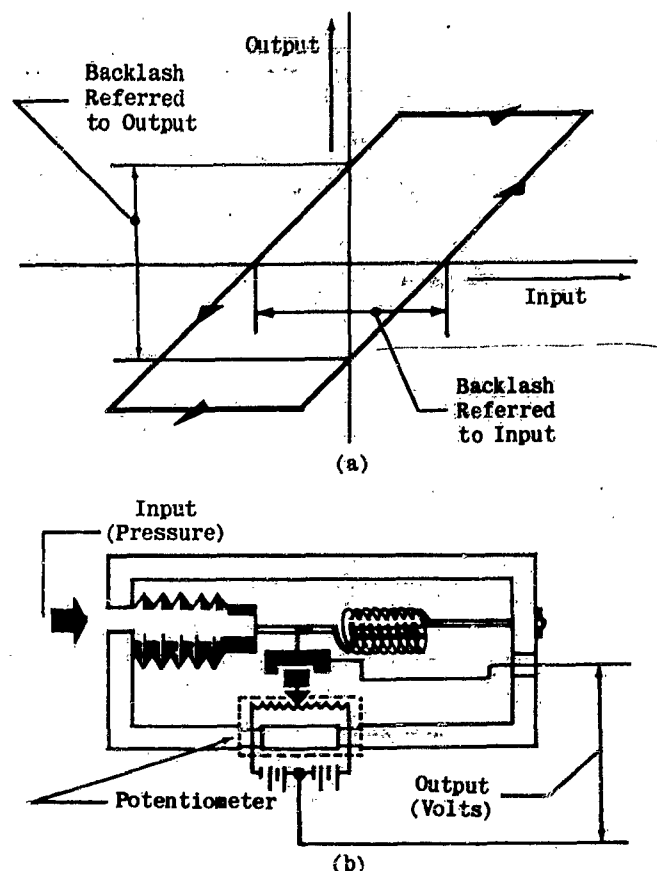 Output
Backlash
Referred
to Output
Input
Backlash
Referred
to Input
(a)
Input
(Pressure)
Potentiometer
Output
(Volts)
(b)